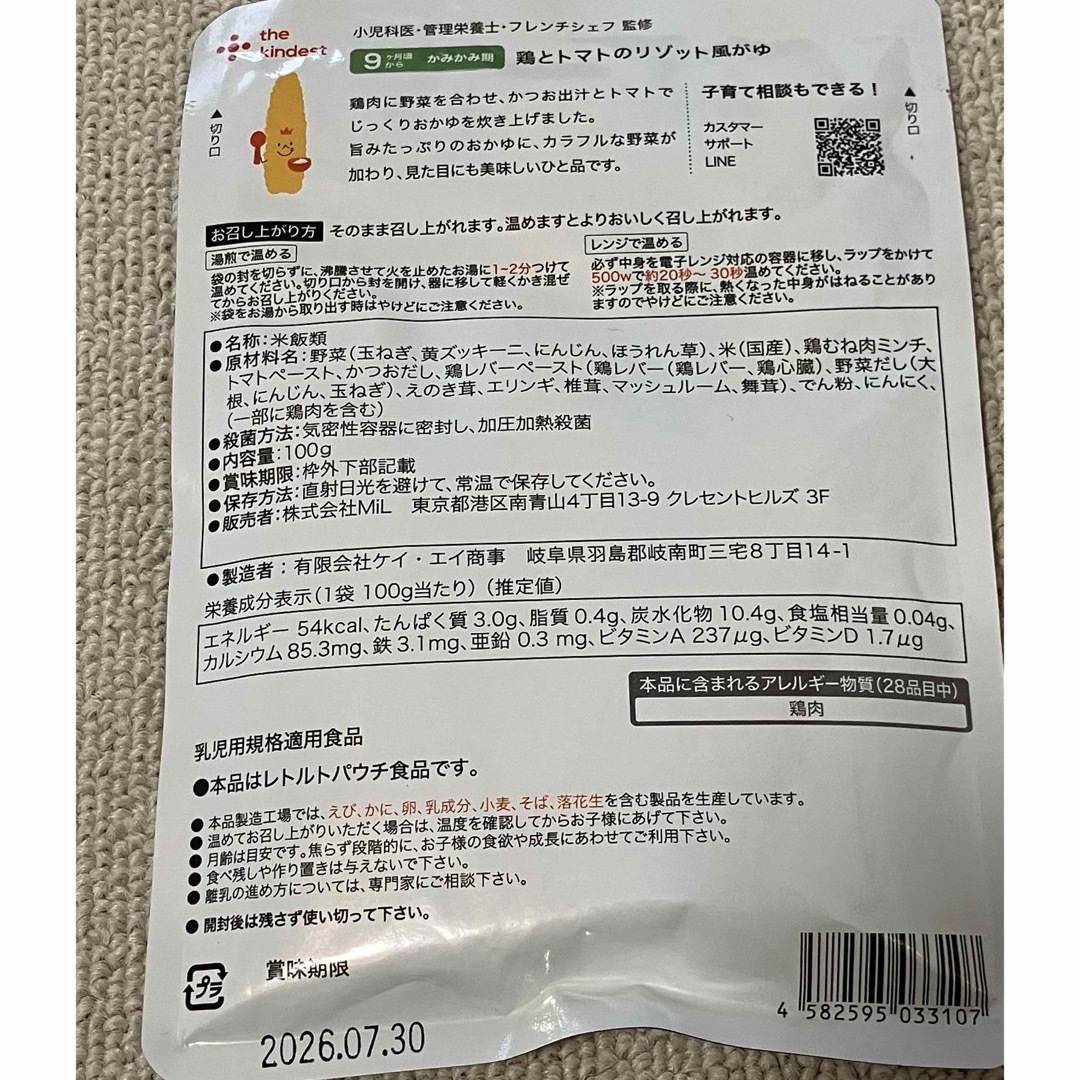 the kindest
小児科医・管理栄養士・フレンチシェフ 監修
9ヶ月頃から かみかみ期 鶏とトマトのリゾット風がゆ
鶏肉に野菜を合わせ、かつお出汁とトマトで
じっくりおかゆを炊き上げました。
旨みたっぷりのおかゆに、カラフルな野菜が
加わり、見た目にも美味しいひと品です。
子育て相談もできる！
カスタマー
サポート
LINE
▲切り口
▲切り口
お召し上がり方 そのまま召し上がれます。温めますとよりおいしく召し上がれます。
湯煎で温める
袋の封を切らずに、沸騰させて火を止めたお湯に1~2分つけて
温めてください。切り口から封を開け、器に移して軽くかき混ぜ
てからお召し上がりください。
※袋をお湯から取り出す時はやけどにご注意ください。
レンジで温める
必ず中身を電子レンジ対応の容器に移し、ラップをかけて
500wで約20秒〜30秒温めてください。
※ラップを取る際に、熱くなった中身がはねることがあり
ますのでやけどにご注意ください。
●名称：米飯類
●原材料名：野菜（玉ねぎ、黄ズッキーニ、にんじん、ほうれん草）、米（国産）、鶏むね肉ミンチ、
トマトペースト、かつおだし、鶏レバーペースト（鶏レバー（鶏レバー、鶏心臓）、野菜だし（大
根、にんじん、玉ねぎ）、えのき茸、エリンギ、椎茸、マッシュルーム、舞茸）、でん粉、にんにく、
（一部に鶏肉を含む）
●殺菌方法：気密性容器に密封し、加圧加熱殺菌
●内容量：100g
●賞味期限：枠外下部記載
●保存方法：直射日光を避けて、常温で保存してください。
●販売者：株式会社MiL 東京都港区南青山4丁目13-9 クレセントヒルズ 3F
●製造者：有限会社ケイ・エイ商事 岐阜県羽島郡岐南町三宅8丁目14-1
栄養成分表示（1袋 100g当たり）（推定値）
エネルギー 54kcal、たんぱく質 3.0g、脂質 0.4g、炭水化物 10.4g、食塩相当量 0.04g、
カルシウム 85.3mg、鉄 3.1mg、亜鉛 0.3 mg、ビタミンA 237μg、ビタミンD 1.7μg
本品に含まれるアレルギー物質（28品目中）
鶏肉
乳児用規格適用食品
●本品はレトルトパウチ食品です。
●本品製造工場では、えび、かに、卵、乳成分、小麦、そば、落花生を含む製品を生産しています。
●温めてお召し上がりいただく場合は、温度を確認してからお子様にあげて下さい。
●月齢は目安です。焦らず段階的に、お子様の食欲や成長にあわせてご利用下さい。
●食べ残しや作り置きは与えないで下さい。
●離乳の進め方については、専門家にご相談下さい。
●開封後は残さず使い切って下さい。
プラ
賞味期限
2026.07.30
4 582595 033107